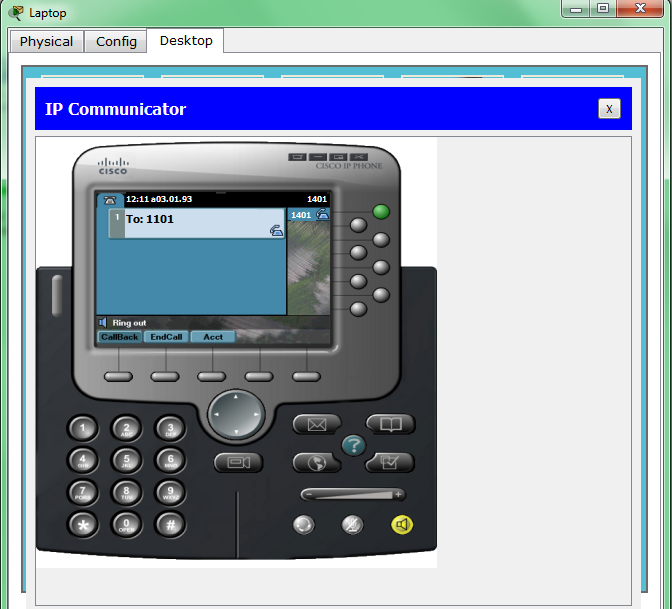 Laptop
Physical Config Desktop
IP Communicator
X
CISCO
CISCO IP PHONE
12:11 a03.01.93 1401
1 To: 1101
1401
Ring out
CallBack EndCall Acct
1 2 ABC 3 DEF
4 GHI 5 JKL 6 MNO
7 PQRS 8 TUV 9 WXYZ
* 0 OPER #
?
- +